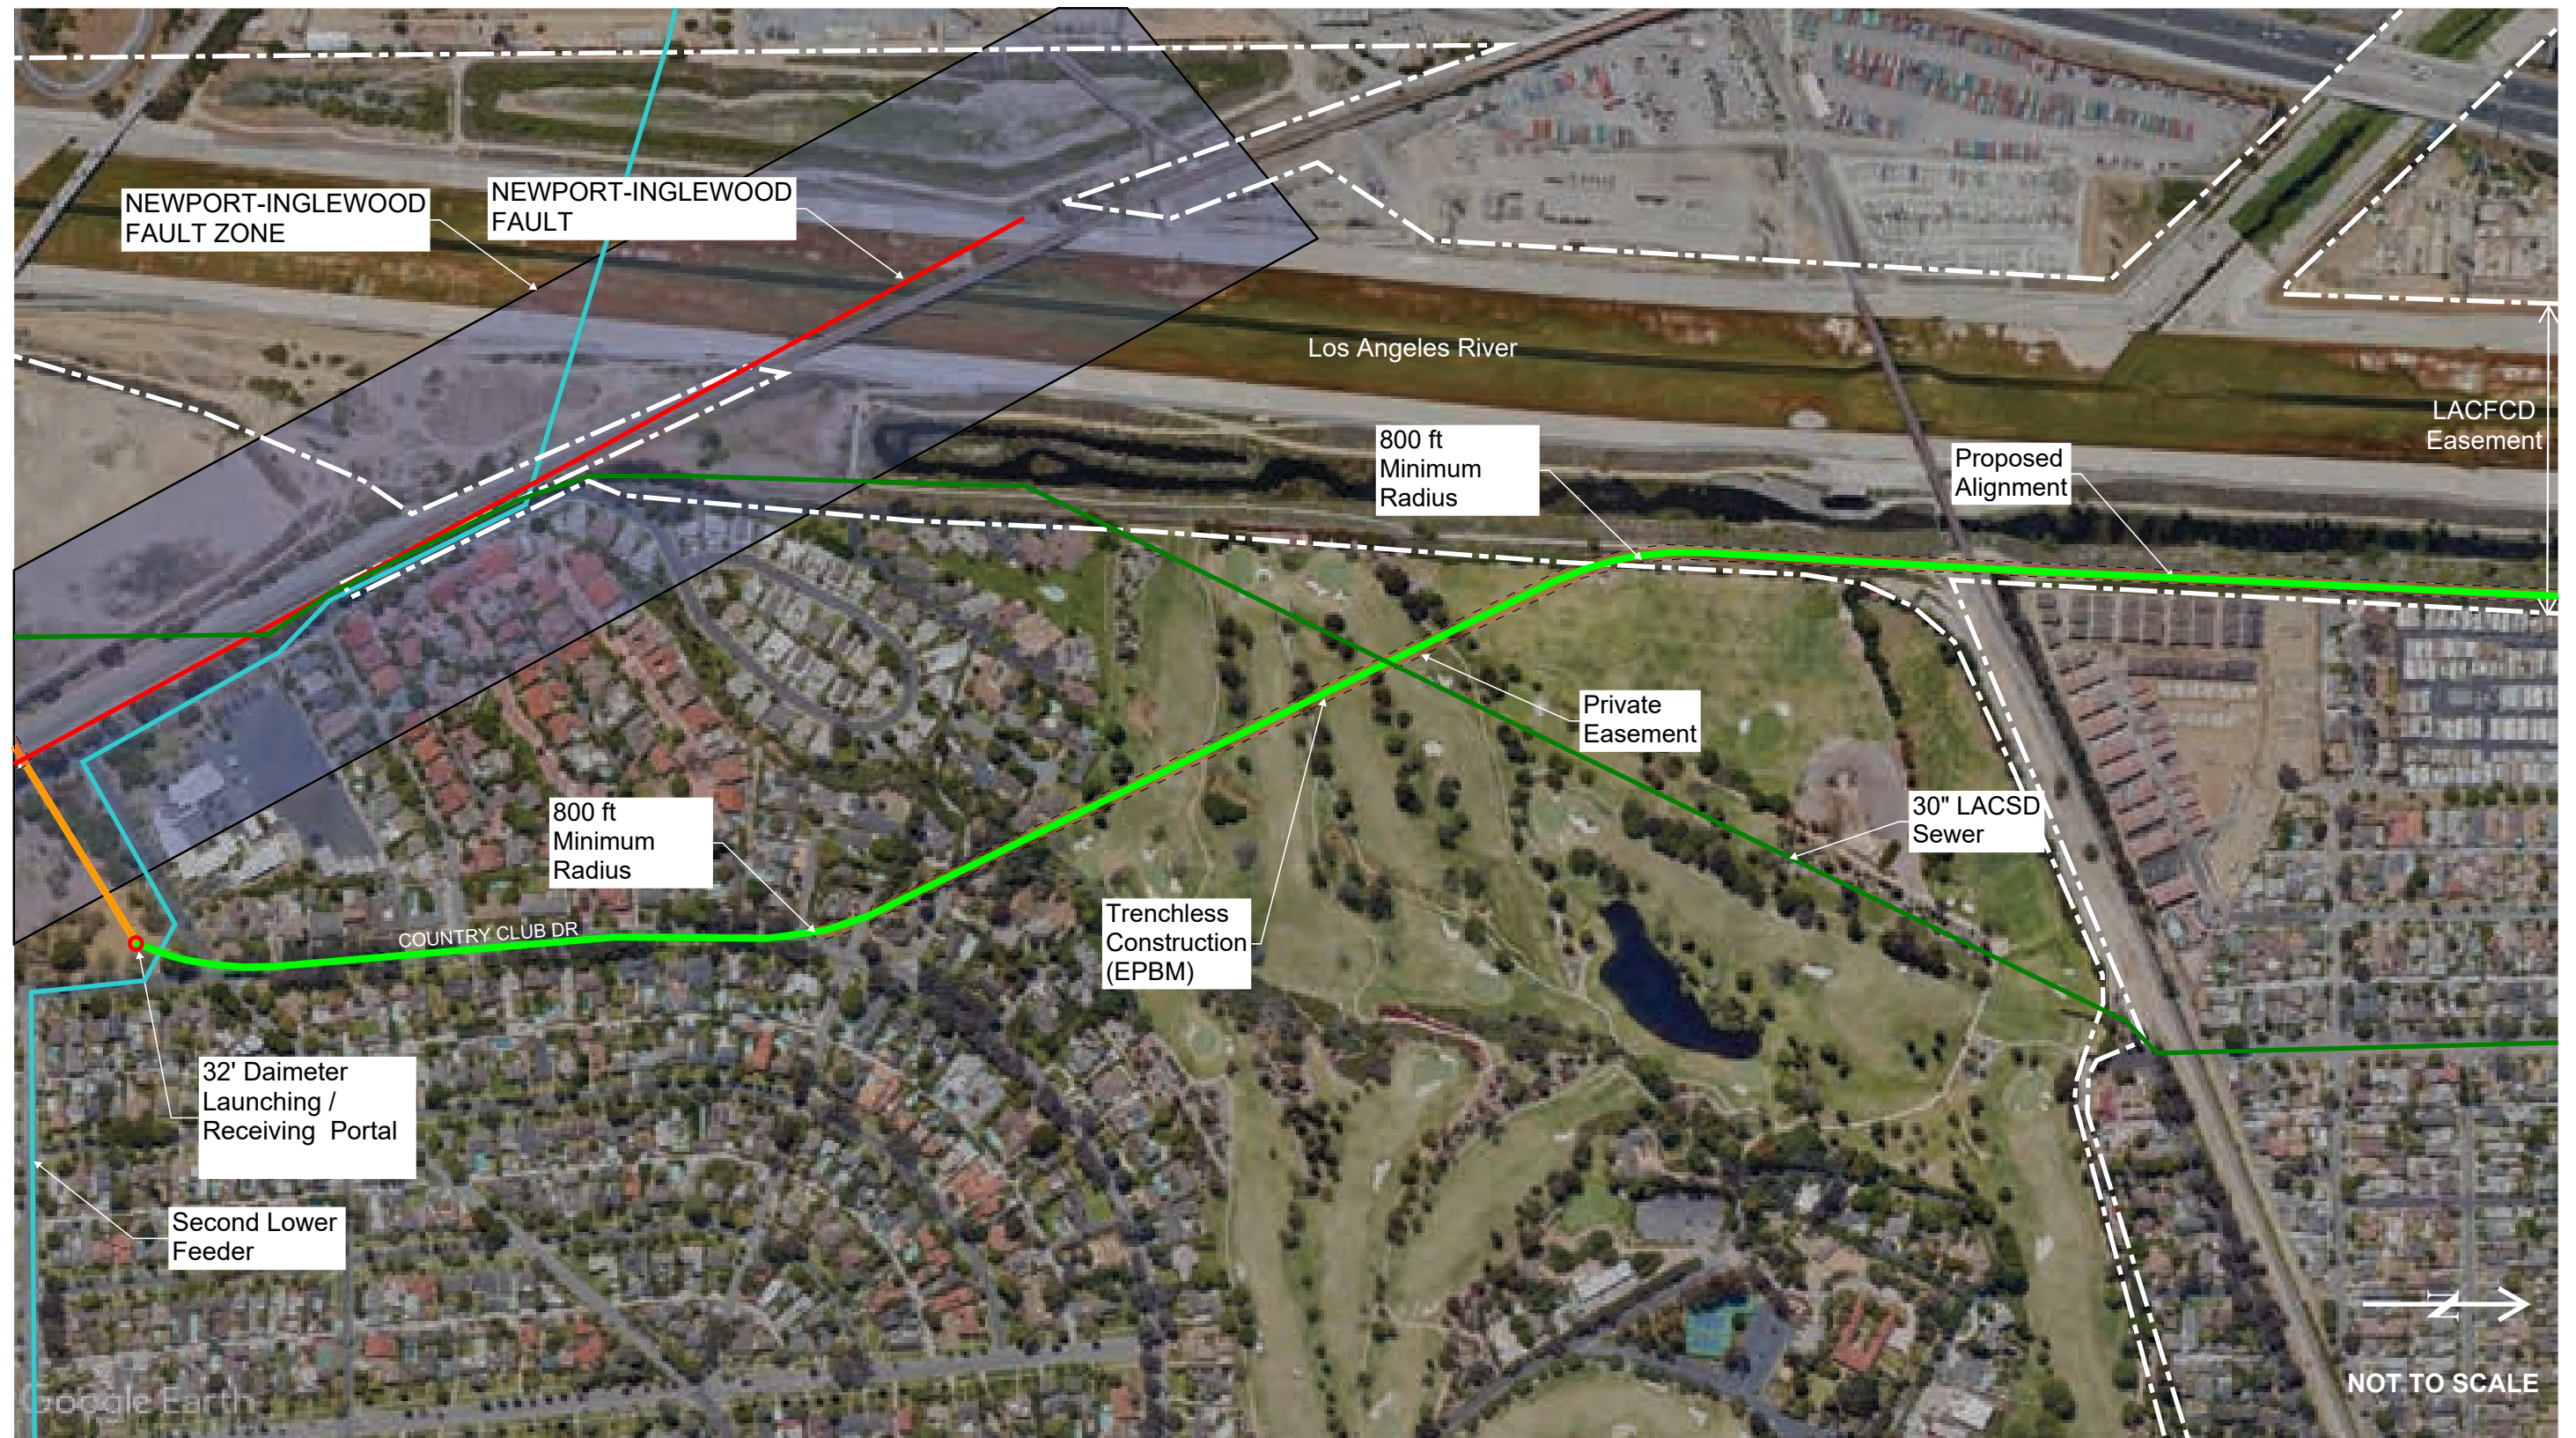 NEWPORT-INGLEWOOD
FAULT ZONE
NEWPORT-INGLEWOOD
FAULT
Los Angeles River
LACFCD
Easement
800 ft
Minimum
Radius
Proposed
Alignment
Private
Easement
800 ft
Minimum
Radius
30" LACSD
Sewer
COUNTRY CLUB DR
Trenchless
Construction
(EPBM)
32' Daimeter
Launching /
Receiving Portal
Second Lower
Feeder
N
NOT TO SCALE
Google Earth